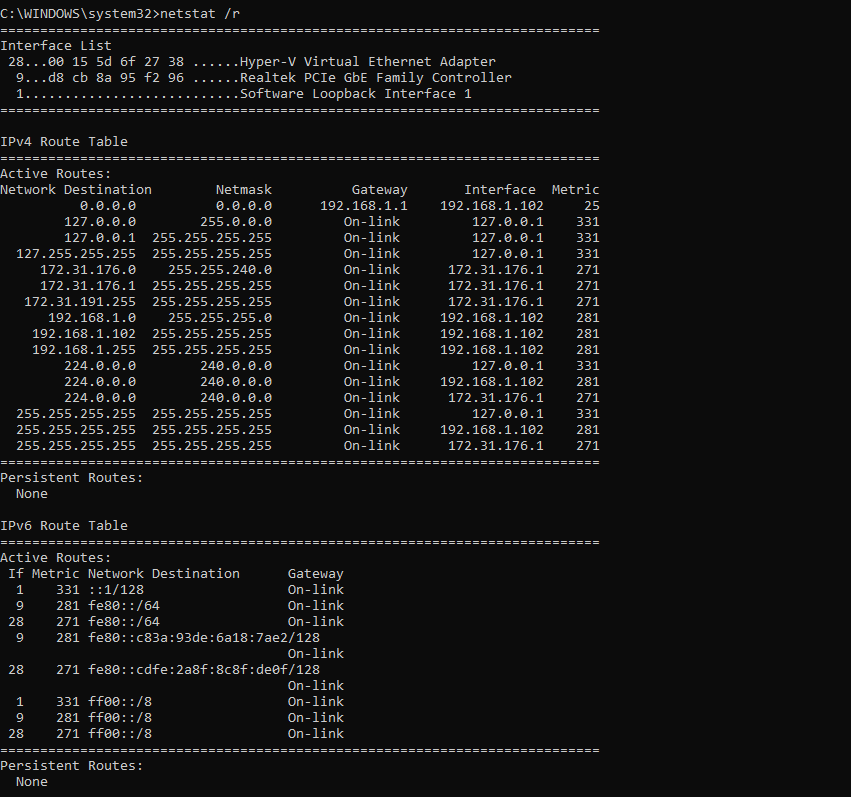 C:\WINDOWS\system32>netstat /r
===========================================================================
Interface List
 28...00 15 5d 6f 27 38 ......Hyper-V Virtual Ethernet Adapter
  9...d8 cb 8a 95 f2 96 ......Realtek PCIe GbE Family Controller
  1...........................Software Loopback Interface 1
===========================================================================

IPv4 Route Table
===========================================================================
Active Routes:
Network Destination        Netmask          Gateway       Interface  Metric
          0.0.0.0          0.0.0.0      192.168.1.1    192.168.1.102     25
        127.0.0.0        255.0.0.0         On-link         127.0.0.1    331
        127.0.0.1  255.255.255.255         On-link         127.0.0.1    331
  127.255.255.255  255.255.255.255         On-link         127.0.0.1    331
     172.31.176.0    255.255.240.0         On-link      172.31.176.1    271
     172.31.176.1  255.255.255.255         On-link      172.31.176.1    271
   172.31.191.255  255.255.255.255         On-link      172.31.176.1    271
      192.168.1.0    255.255.255.0         On-link     192.168.1.102    281
    192.168.1.102  255.255.255.255         On-link     192.168.1.102    281
    192.168.1.255  255.255.255.255         On-link     192.168.1.102    281
        224.0.0.0        240.0.0.0         On-link         127.0.0.1    331
        224.0.0.0        240.0.0.0         On-link     192.168.1.102    281
        224.0.0.0        240.0.0.0         On-link      172.31.176.1    271
  255.255.255.255  255.255.255.255         On-link         127.0.0.1    331
  255.255.255.255  255.255.255.255         On-link     192.168.1.102    281
  255.255.255.255  255.255.255.255         On-link      172.31.176.1    271
===========================================================================
Persistent Routes:
  None

IPv6 Route Table
===========================================================================
Active Routes:
 If Metric Network Destination      Gateway
  1    331 ::1/128                  On-link
  9    281 fe80::/64                On-link
 28    271 fe80::/64                On-link
  9    281 fe80::c83a:93de:6a18:7ae2/128
                                    On-link
 28    271 fe80::cdfe:2a8f:8c8f:de0f/128
                                    On-link
  1    331 ff00::/8                 On-link
  9    281 ff00::/8                 On-link
 28    271 ff00::/8                 On-link
===========================================================================
Persistent Routes:
  None